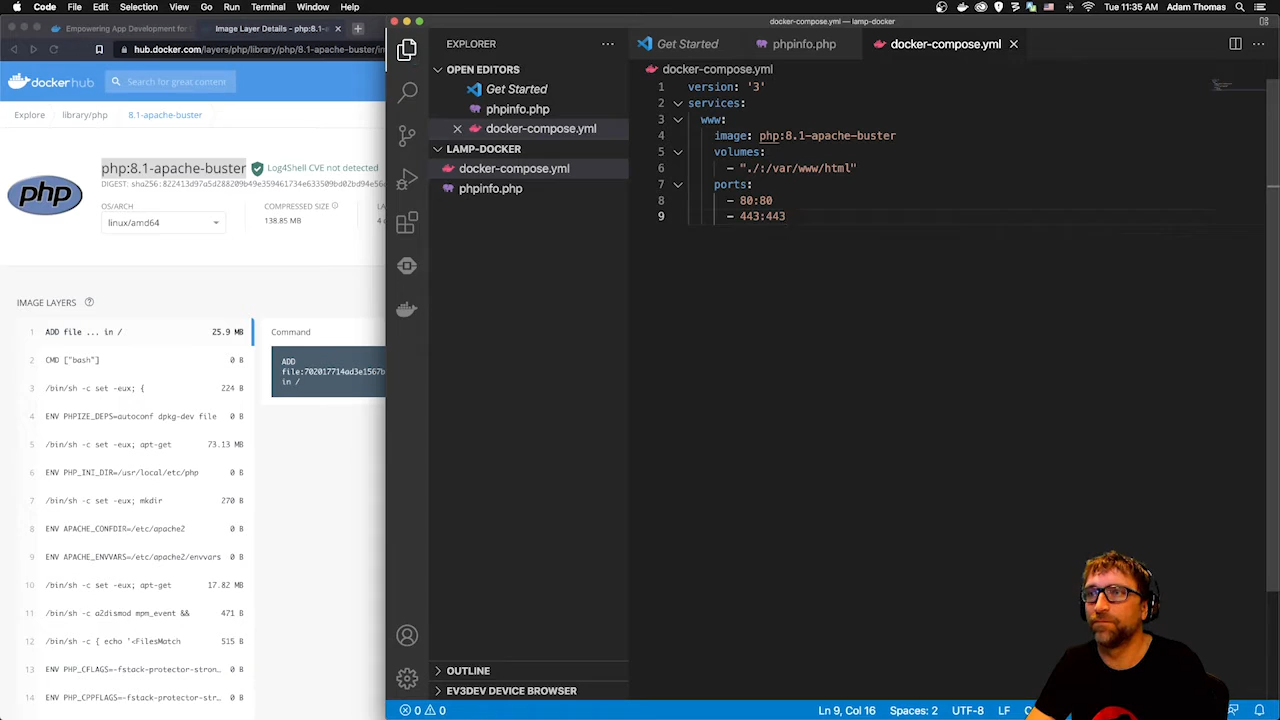 Code File Edit Selection View Go Run Terminal Window Help
11:35 AM Adam Thomas
Empowering App Development for
Image Layer Details - php:8.1-a
hub.docker.com/layers/php/library/php/8.1-apache-buster/
dockerhub
Search for great content
Explore library/php 8.1-apache-buster
php:8.1-apache-buster
Log4Shell CVE not detected
OS/ARCH
COMPRESSED SIZE
linux/amd64
138.85 MB
php
IMAGE LAYERS
1 ADD file ... in / 25.9 MB
2 CMD ["bash"] 0 B
3 /bin/sh -c set -eux; { 224 B
4 ENV PHPIZE_DEPS=autoconf dpkg-dev file 0 B
5 /bin/sh -c set -eux; apt-get 73.13 MB
6 ENV PHP_INI_DIR=/usr/local/etc/php 0 B
7 /bin/sh -c set -eux; mkdir 270 B
8 ENV APACHE_CONFDIR=/etc/apache2 0 B
9 ENV APACHE_ENVVARS=/etc/apache2/envvars 0 B
10 /bin/sh -c set -eux; apt-get 17.82 MB
11 /bin/sh -c a2dismod mpm_event && 471 B
12 /bin/sh -c { echo '<FilesMatch 515 B
13 ENV PHP_CFLAGS=-fstack-protector-stron... 0 B
14 ENV PHP_CPPFLAGS=-fstack-protector-str... 0 B
Command
ADD
file:702017714ad3e1567b
in /
docker-compose.yml — lamp-docker
EXPLORER
OPEN EDITORS
Get Started
phpinfo.php
docker-compose.yml
LAMP-DOCKER
docker-compose.yml
phpinfo.php
OUTLINE
EV3DEV DEVICE BROWSER
Get Started phpinfo.php docker-compose.yml
docker-compose.yml
1 version: '3'
2 services:
3 www:
4 image: php:8.1-apache-buster
5 volumes:
6 - "./:/var/www/html"
7 ports:
8 - 80:80
9 - 443:443
0 0
Ln 9, Col 16 Spaces: 2 UTF-8 LF